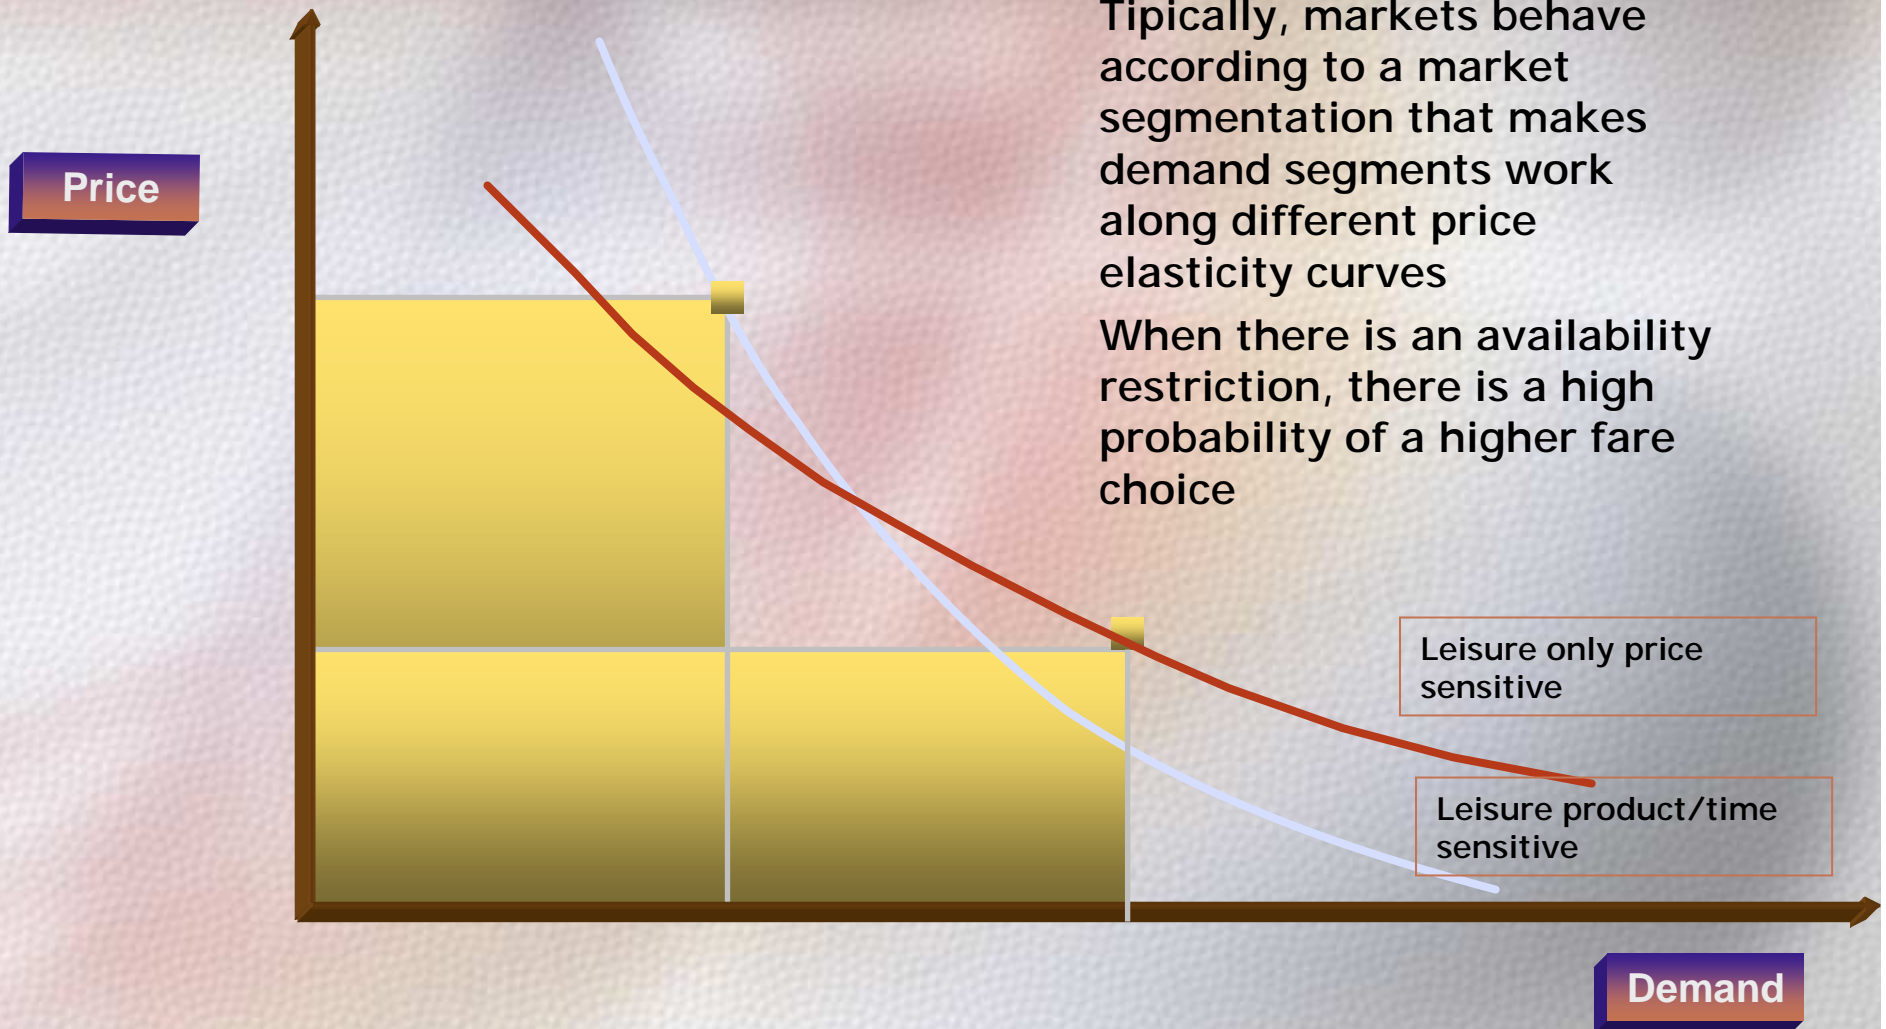 Tipically, markets behave
according to a market
segmentation that makes
demand segments work
along different price
elasticity curves
When there is an availability
restriction, there is a high
probability of a higher fare
choice
Price
Leisure only price
sensitive
Leisure product/time
sensitive
Demand